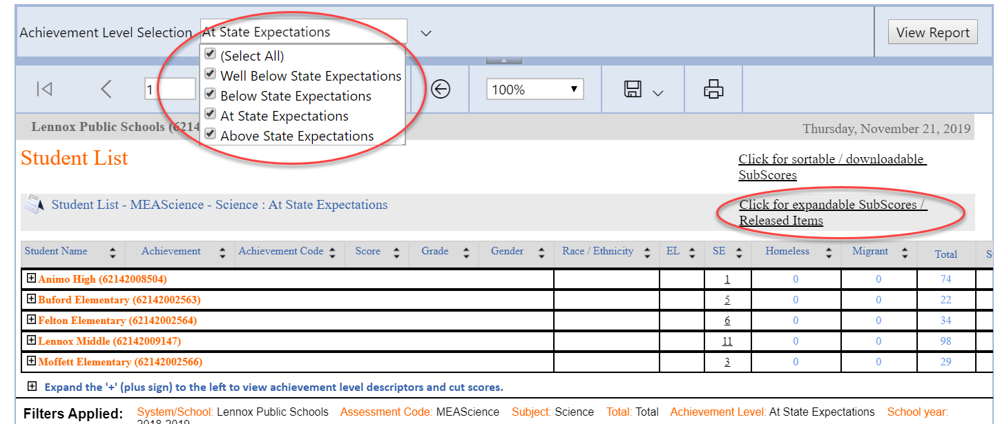 Achievement Level Selection At State Expectations View Report
(Select All)
Well Below State Expectations
Below State Expectations
At State Expectations
Above State Expectations
1 100%
Lennox Public Schools (6214 Thursday, November 21, 2019
Student List
Click for sortable / downloadable
SubScores
Student List - MEAScience - Science : At State Expectations
Click for expandable SubScores /
Released Items
Student Name Achievement Achievement Code Score Grade Gender Race / Ethnicity EL SE Homeless Migrant Total S
Animo High (62142008504) 1 0 0 74
Buford Elementary (62142002563) 5 0 0 22
Felton Elementary (62142002564) 6 0 0 34
Lennox Middle (62142009147) 11 0 0 98
Moffett Elementary (62142002566) 3 0 0 29
Expand the '+' (plus sign) to the left to view achievement level descriptors and cut scores.
Filters Applied: System/School: Lennox Public Schools Assessment Code: MEAScience Subject: Science Total: Total Achievement Level: At State Expectations School year:
2018-2019